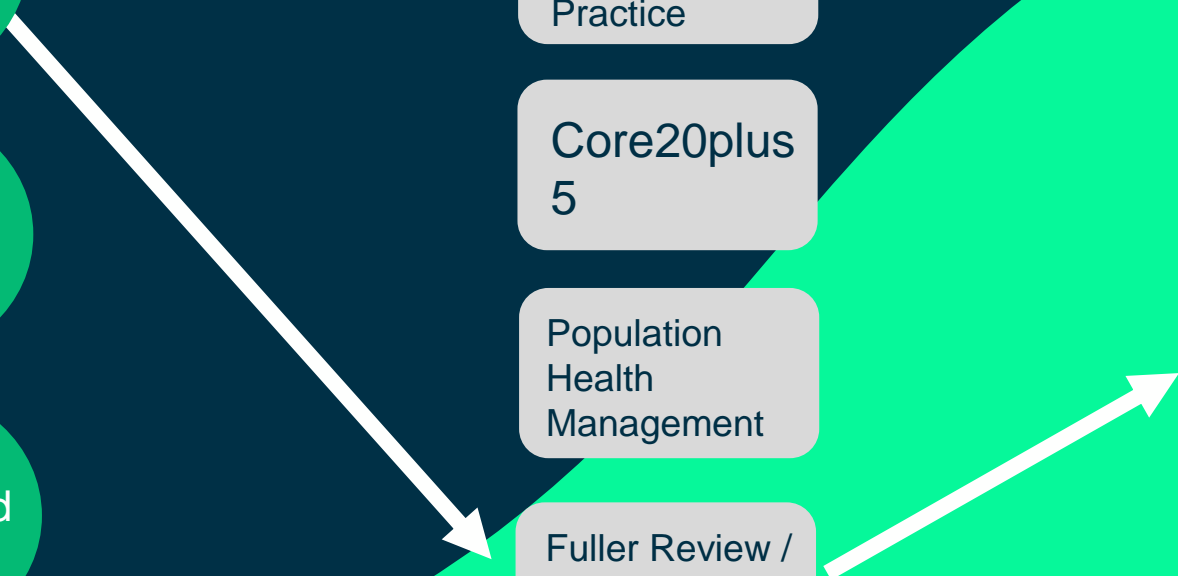 Practice
Core20plus
5
Population
Health
Management
d
Fuller Review /